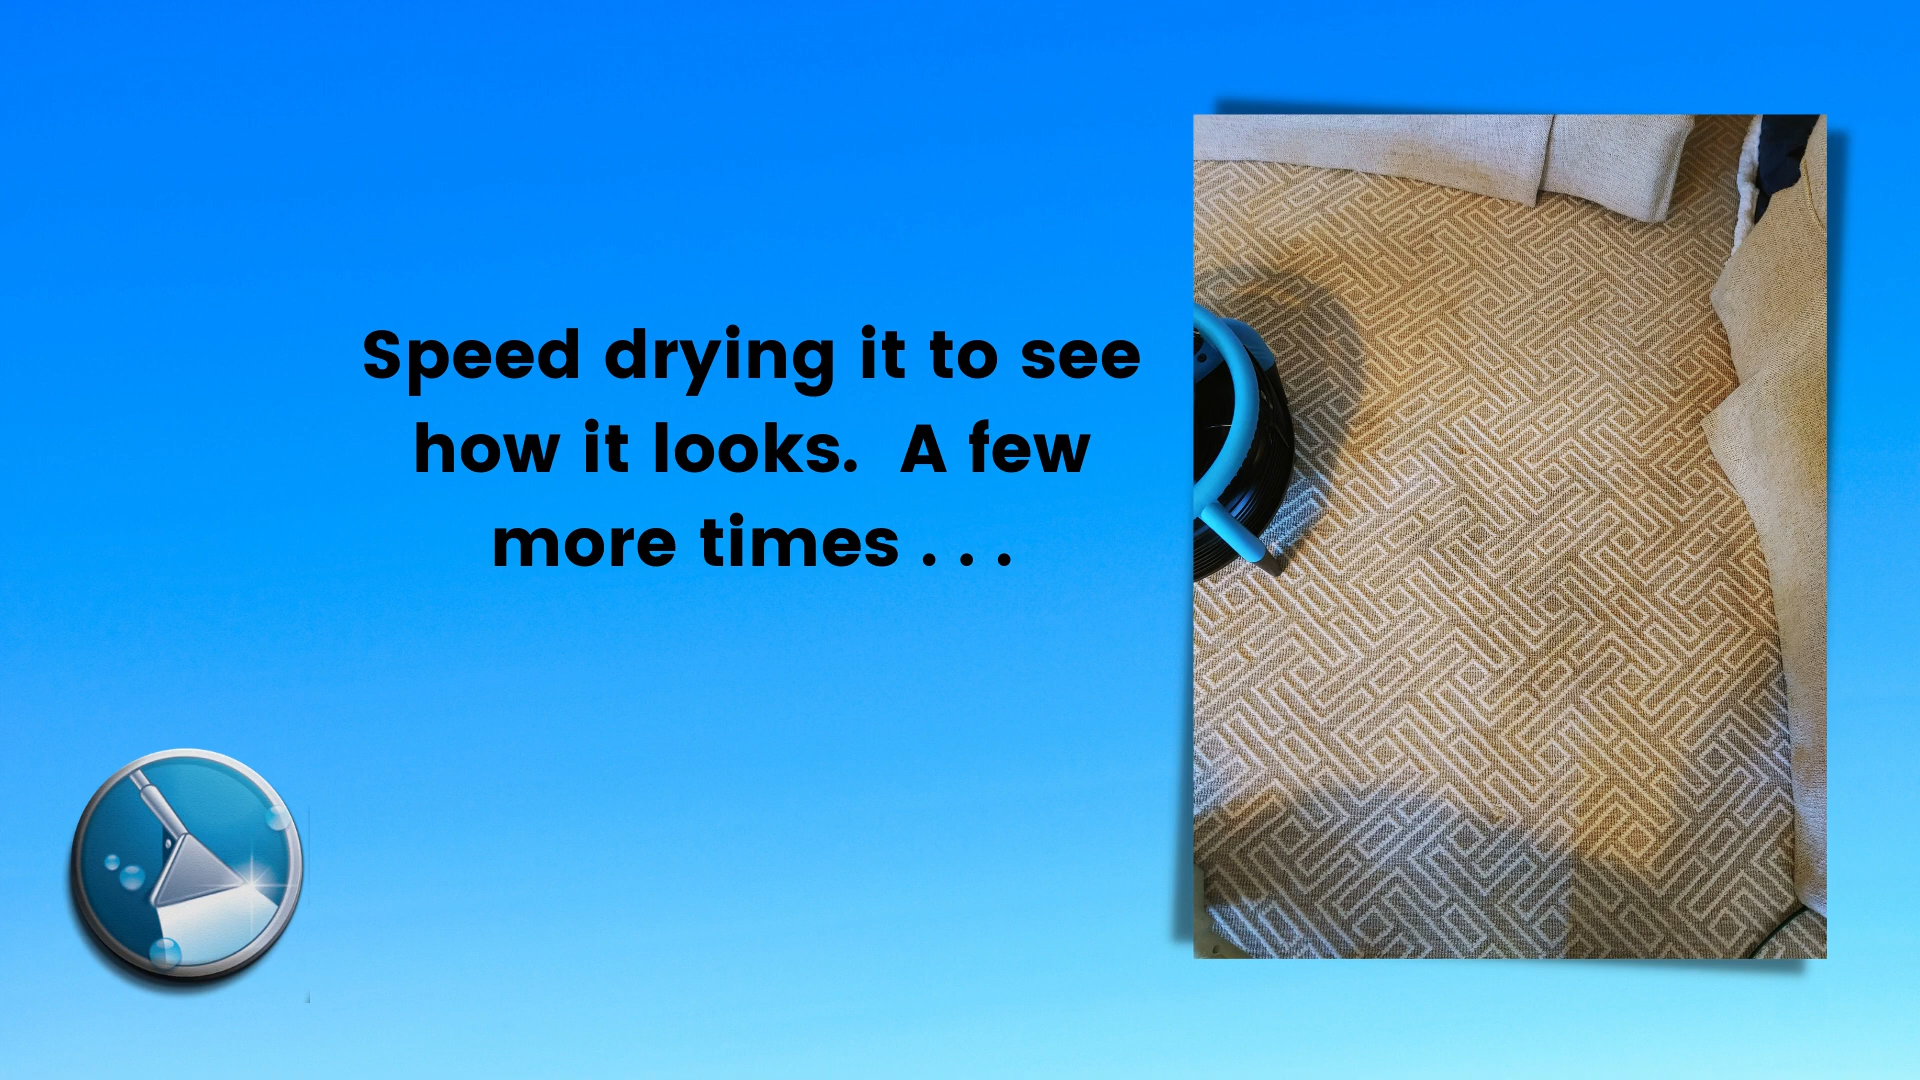 Speed drying it to see
how it looks.  A few
more times . . .